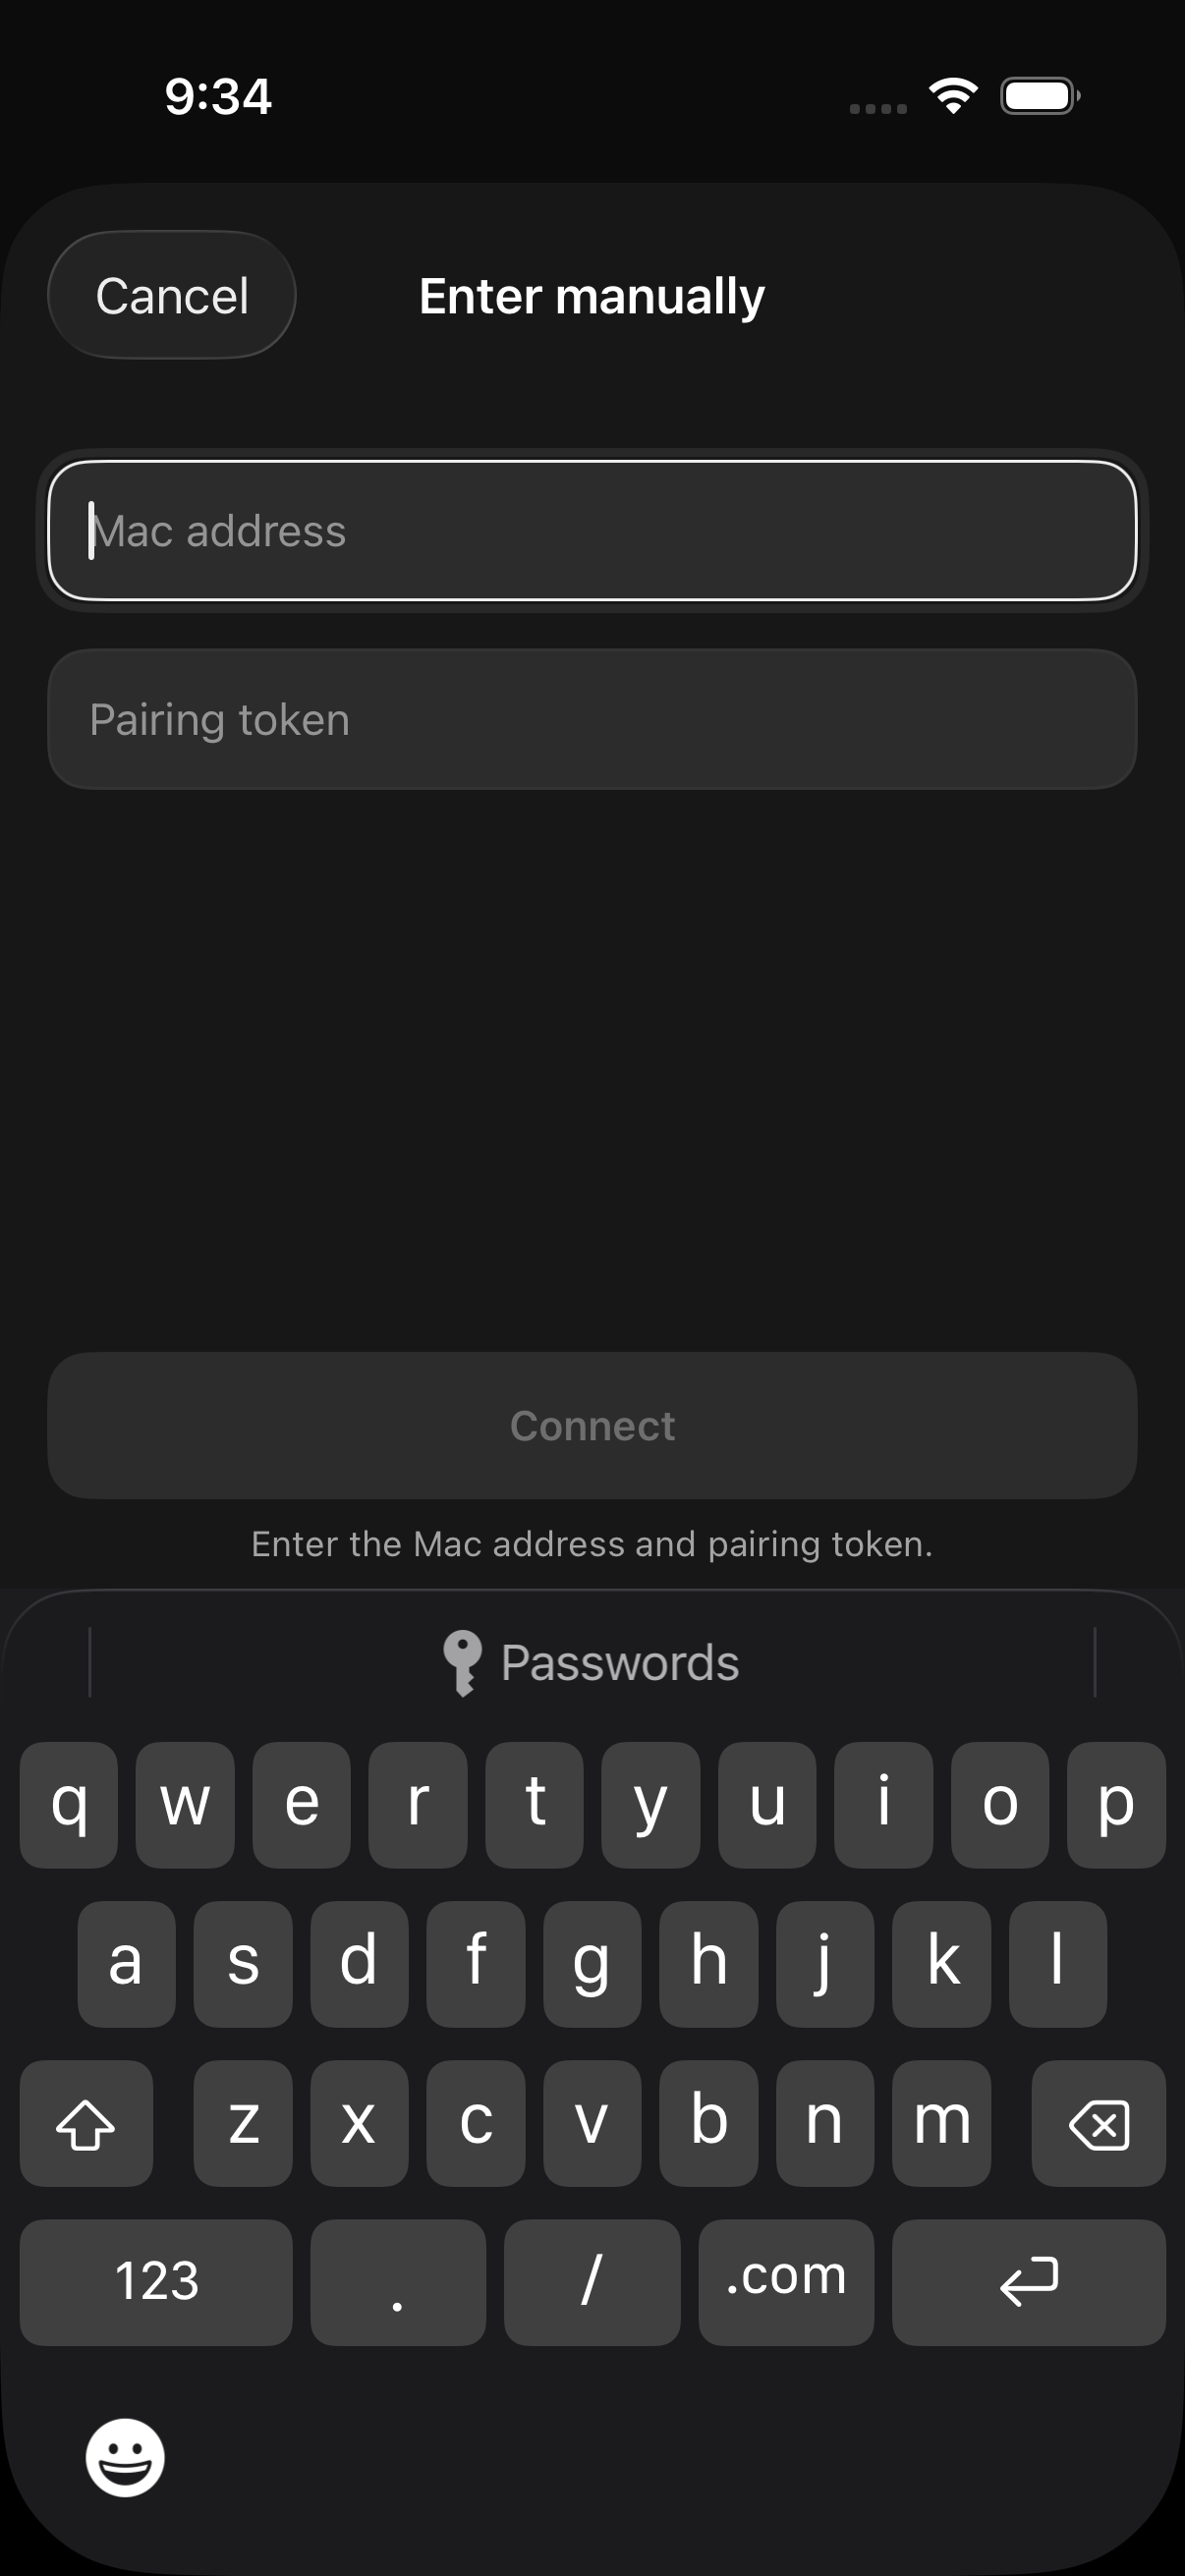 9:34
Cancel
Enter manually
Mac address
Pairing token
Connect
Enter the Mac address and pairing token.
Passwords
q w e r t y u i o p
a s d f g h j k l
z x c v b n m
123 . / .com